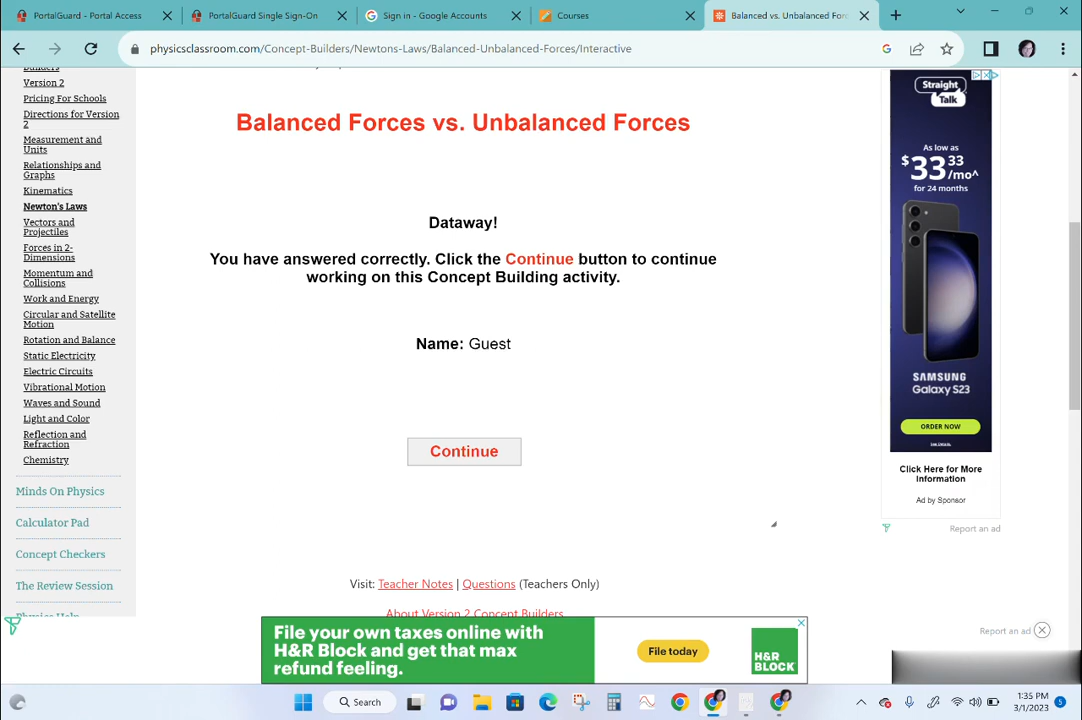 PortalGuard - Portal Access
PortalGuard Single Sign-On
Sign in - Google Accounts
Courses
Balanced vs. Unbalanced For
physicsclassroom.com/Concept-Builders/Newtons-Laws/Balanced-Unbalanced-Forces/Interactive
Builders
Version 2
Pricing For Schools
Directions for Version
2
Measurement and
Units
Relationships and
Graphs
Kinematics
Newton's Laws
Vectors and
Projectiles
Forces in 2-
Dimensions
Momentum and
Collisions
Work and Energy
Circular and Satellite
Motion
Rotation and Balance
Static Electricity
Electric Circuits
Vibrational Motion
Waves and Sound
Light and Color
Reflection and
Refraction
Chemistry
Minds On Physics
Calculator Pad
Concept Checkers
The Review Session
Physics Help
Balanced Forces vs. Unbalanced Forces
Dataway!
You have answered correctly. Click the Continue button to continue
working on this Concept Building activity.
Name: Guest
Continue
Visit: Teacher Notes | Questions (Teachers Only)
About Version 2 Concept Builders
Straight
Talk
As low as
$33.33
/mo^
for 24 months
SAMSUNG
Galaxy S23
ORDER NOW
See Details.
Click Here for More
Information
Ad by Sponsor
Report an ad
File your own taxes online with
H&R Block and get that max
refund feeling.
File today
H&R
BLOCK
Report an ad
Search
1:35 PM
3/1/2023
5